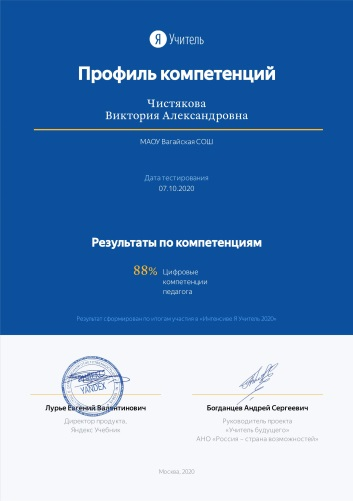 Я Учитель
Профиль компетенций
Чистякова
Виктория Александровна
МАОУ Вагайская СОШ
Дата тестирования
07.10.2020
Результаты по компетенциям
88% Цифровые
компетенции
педагога
Результат сформирован по итогам участия в «Интенсиве Я Учитель 2020»
YANDEX
Лурье Евгений Валентинович
Директор продукта,
Яндекс Учебник
Богданцев Андрей Сергеевич
Руководитель проекта
«Учитель будущего»
АНО «Россия – страна возможностей»
Москва, 2020